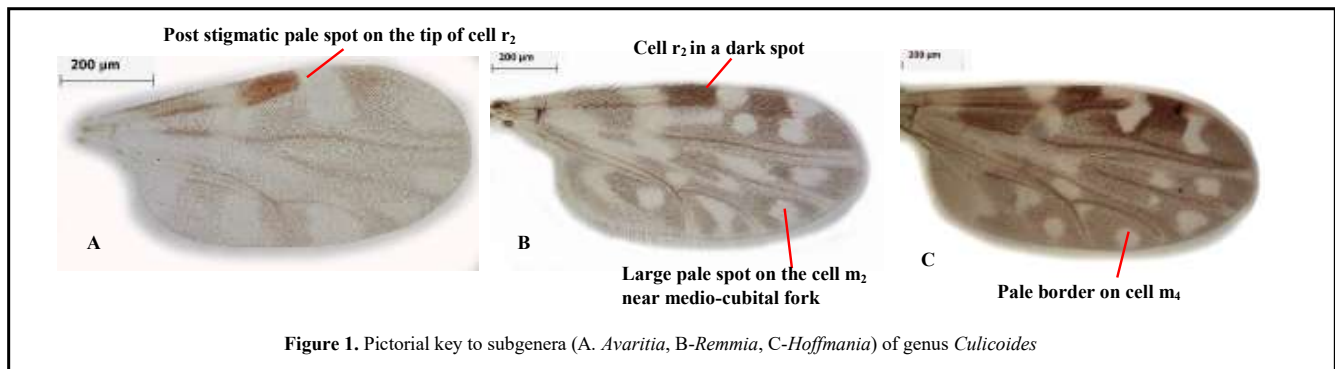 Post stigmatic pale spot on the tip of cell r2
200 µm
A
Cell r2 in a dark spot
200 µm
B
Large pale spot on the cell m2
near medio-cubital fork
200 µm
C
Pale border on cell m4
Figure 1. Pictorial key to subgenera (A. Avaritia, B-Remmia, C-Hoffmania) of genus Culicoides